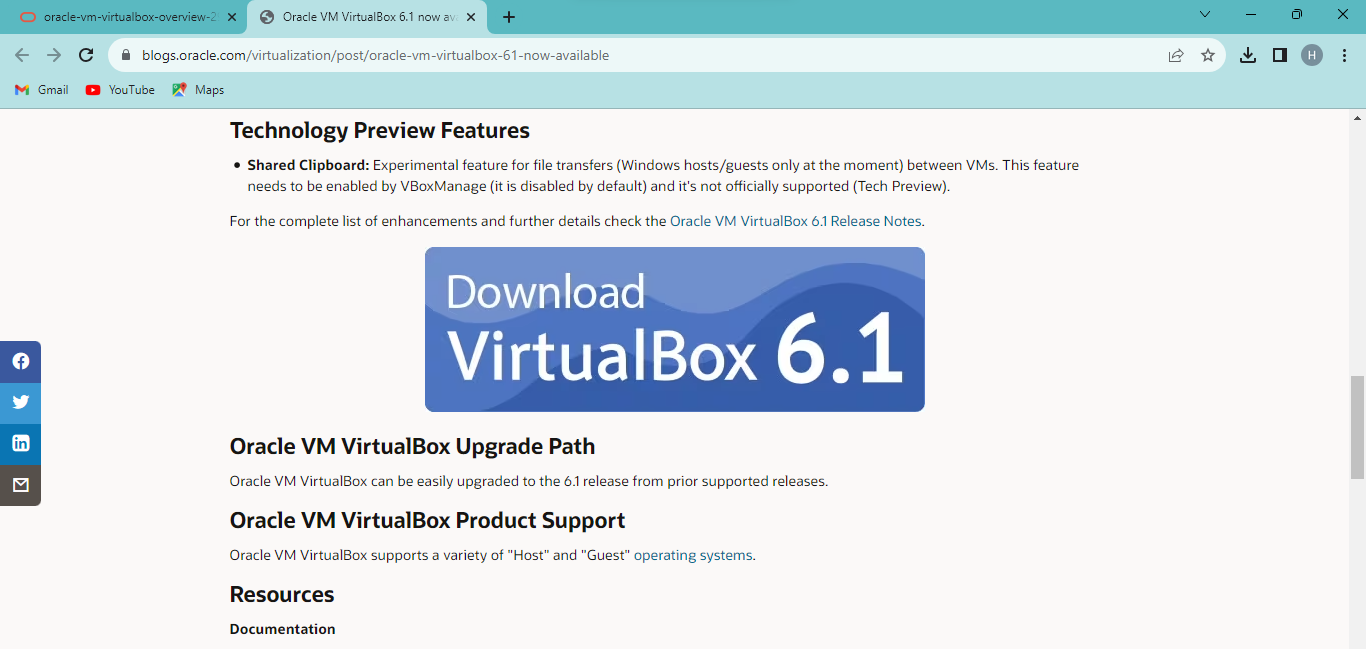 oracle-vm-virtualbox-overview-2
Oracle VM VirtualBox 6.1 now av
blogs.oracle.com/virtualization/post/oracle-vm-virtualbox-61-now-available
H
Gmail
YouTube
Maps
Technology Preview Features
• Shared Clipboard: Experimental feature for file transfers (Windows hosts/guests only at the moment) between VMs. This feature
needs to be enabled by VBoxManage (it is disabled by default) and it's not officially supported (Tech Preview).
For the complete list of enhancements and further details check the Oracle VM VirtualBox 6.1 Release Notes.
Download
VirtualBox 6.1
Oracle VM VirtualBox Upgrade Path
Oracle VM VirtualBox can be easily upgraded to the 6.1 release from prior supported releases.
Oracle VM VirtualBox Product Support
Oracle VM VirtualBox supports a variety of "Host" and "Guest" operating systems.
Resources
Documentation